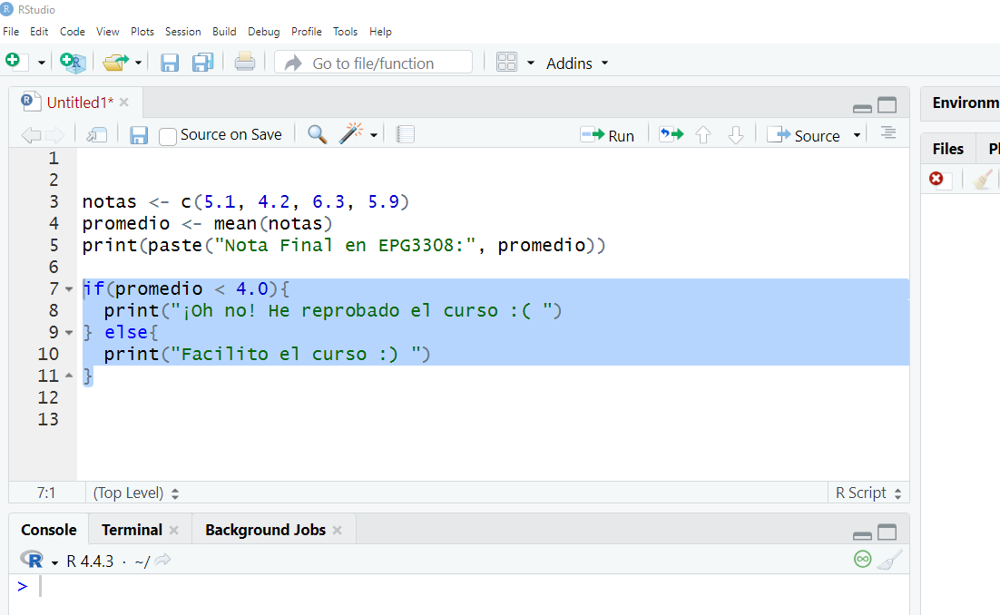 RStudio
File Edit Code View Plots Session Build Debug Profile Tools Help
Go to file/function Addins
Untitled1* Environm
Source on Save Run Source Files Pl
1
2
3 notas <- c(5.1, 4.2, 6.3, 5.9)
4 promedio <- mean(notas)
5 print(paste("Nota Final en EPG3308:", promedio))
6
7 if(promedio < 4.0){
8 print("¡Oh no! He reprobado el curso :( ")
9 } else{
10 print("Facilito el curso :) ")
11 }
12
13
7:1 (Top Level) R Script
Console Terminal Background Jobs
R 4.4.3 · ~/
>